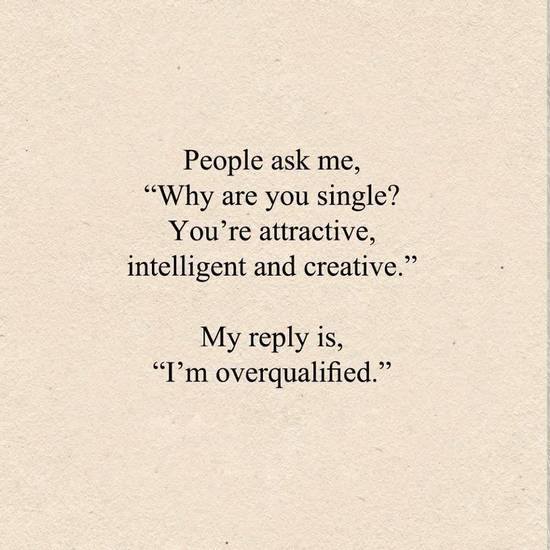 People ask me,
“Why are you single?
You’re attractive,
intelligent and creative.”
My reply is,
“I’m overqualified.”